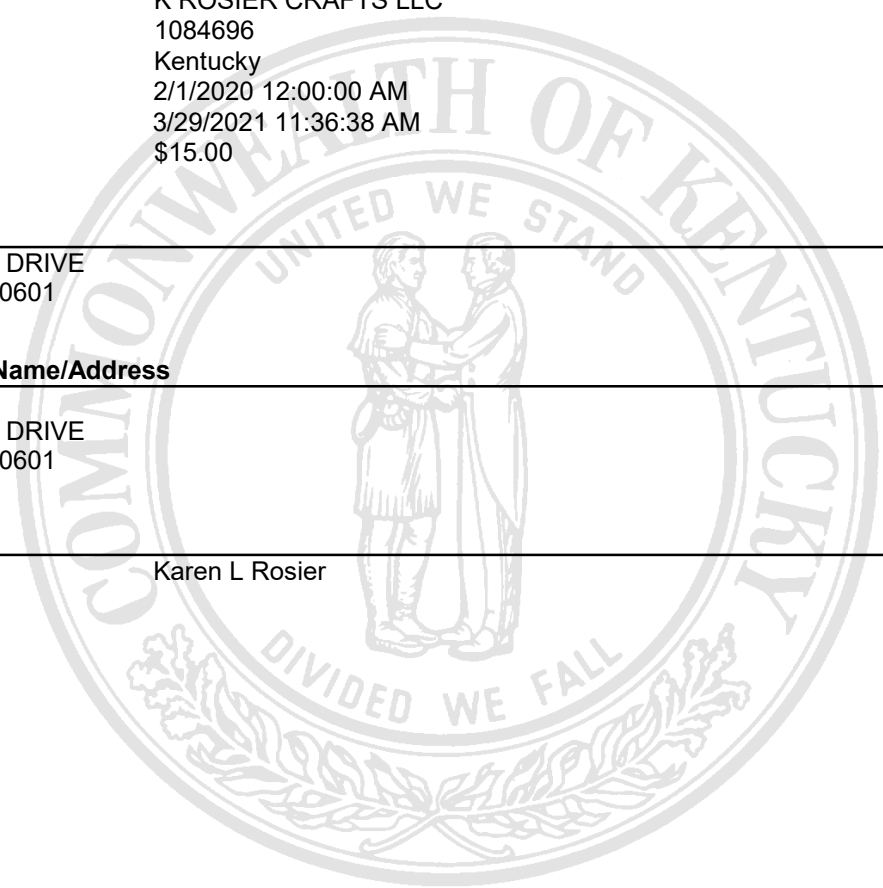 K ROSIER CRAFTS LLC
1084696
Kentucky
2/1/2020 12:00:00 AM
3/29/2021 11:36:38 AM
$15.00
DRIVE
0601
Name/Address
DRIVE
0601
Karen L Rosier
COMMONWEALTH OF KENTUCKY
UNITED WE STAND
DIVIDED WE FALL